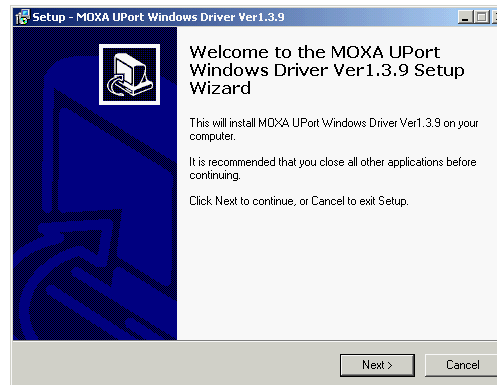 Setup - MOXA UPort Windows Driver Ver1.3.9
Welcome to the MOXA UPort
Windows Driver Ver1.3.9 Setup
Wizard
This will install MOXA UPort Windows Driver Ver1.3.9 on your
computer.
It is recommended that you close all other applications before
continuing.
Click Next to continue, or Cancel to exit Setup.
Next >
Cancel